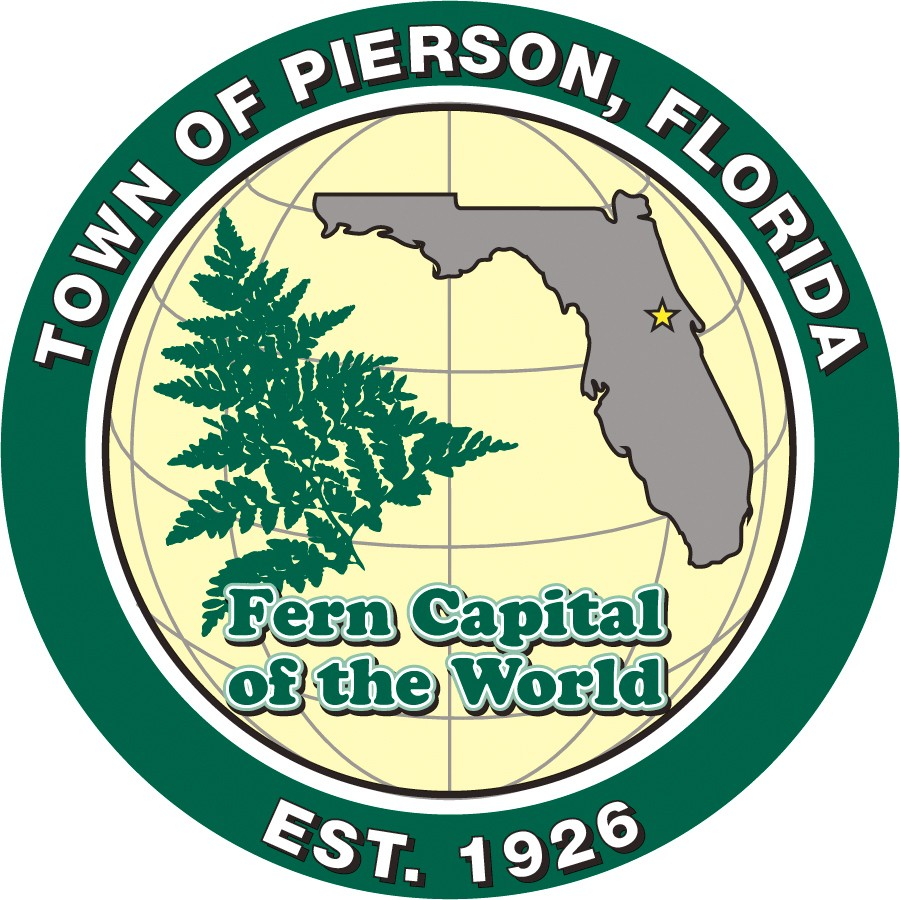 TOWN OF PIERSON, FLORIDA
Fern Capital
of the World
EST. 1926